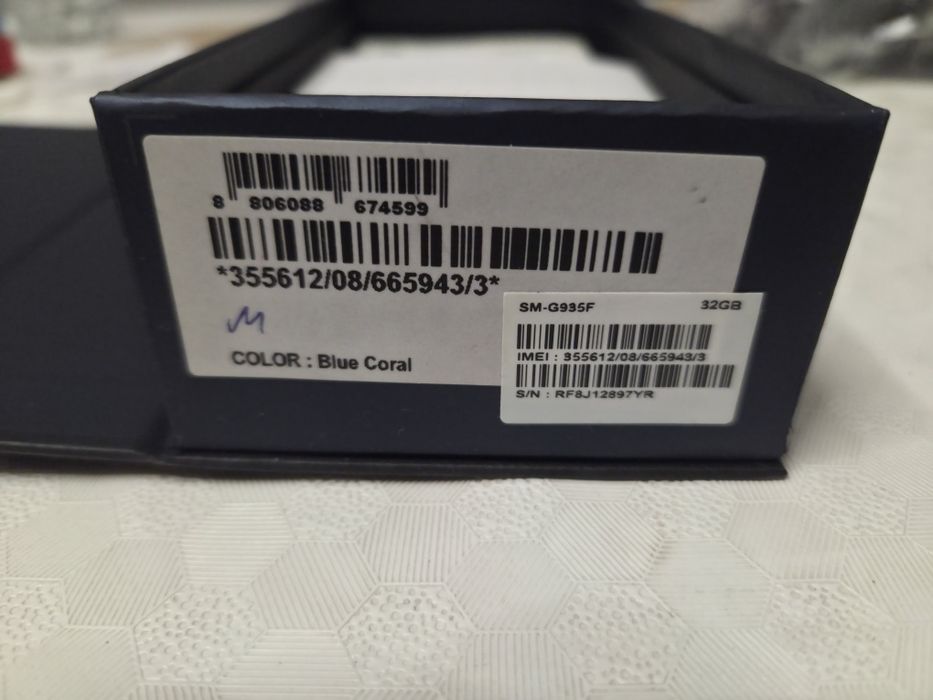 8 806088 674599
*355612/08/665943/3*
M
COLOR : Blue Coral
SM-G935F 32GB
IMEI : 355612/08/665943/3
S/N : RF8J12897YR